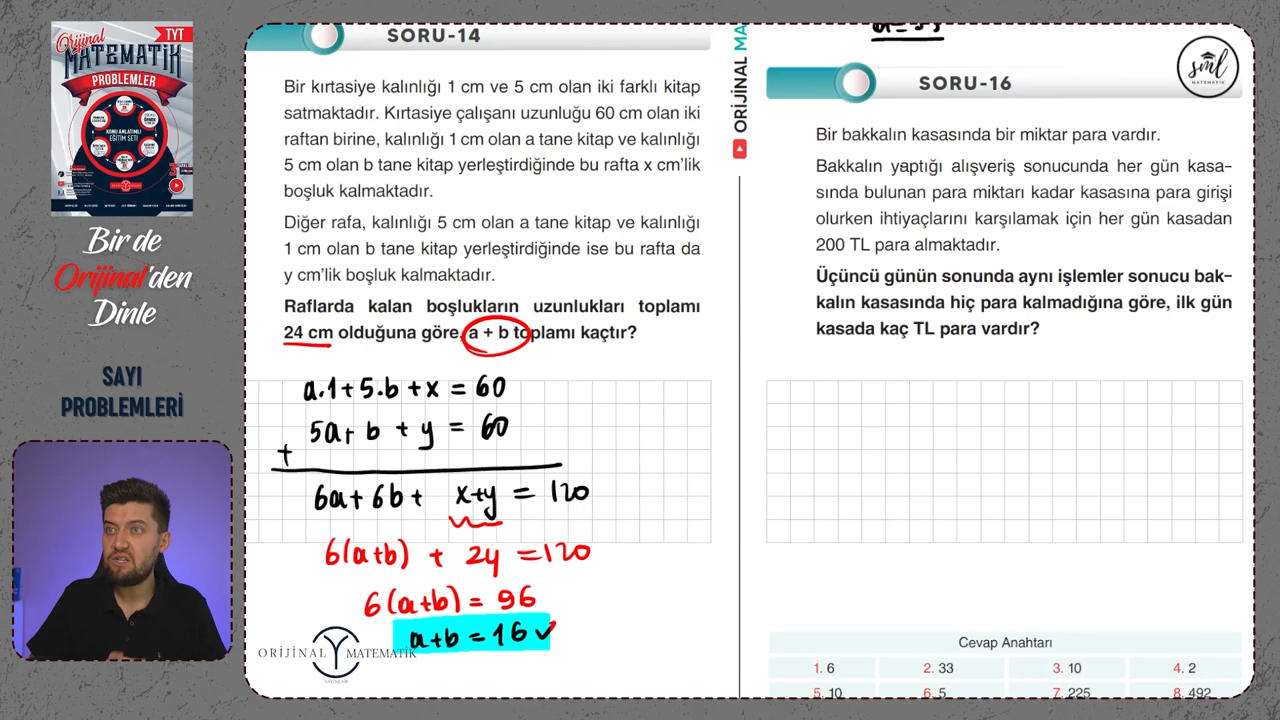 TYT
Orijinal
MATEMATİK
PROBLEMLER
KONU ANLATIMLI
EĞİTİM SETİ
Bir de
Orijinal'den
Dinle
SAYI
PROBLEMLERİ
SORU-14
Bir kırtasiye kalınlığı 1 cm ve 5 cm olan iki farklı kitap
satmaktadır. Kırtasiye çalışanı uzunluğu 60 cm olan iki
raftan birine, kalınlığı 1 cm olan a tane kitap ve kalınlığı
5 cm olan b tane kitap yerleştirdiğinde bu rafta x cm'lik
boşluk kalmaktadır.
Diğer rafa, kalınlığı 5 cm olan a tane kitap ve kalınlığı
1 cm olan b tane kitap yerleştirdiğinde ise bu rafta da
y cm'lik boşluk kalmaktadır.
Raflarda kalan boşlukların uzunlukları toplamı
24 cm olduğuna göre, a + b toplamı kaçtır?
a.1+5.b+x = 60
5a+ b + y = 60
+
6a+6b+ x+y = 120
6(a+b) + 24 = 120
6(a+b) = 96
a+b = 16 ✓
ORİJİNAL MATEMATİK
YAYINLARI
ORİJİNAL MA
SORU-16
sml
MATEMATİK
Bir bakkalın kasasında bir miktar para vardır.
Bakkalın yaptığı alışveriş sonucunda her gün kasa-
sında bulunan para miktarı kadar kasasına para girişi
olurken ihtiyaçlarını karşılamak için her gün kasadan
200 TL para almaktadır.
Üçüncü günün sonunda aynı işlemler sonucu bak-
kalın kasasında hiç para kalmadığına göre, ilk gün
kasada kaç TL para vardır?
Cevap Anahtarı
1. 6 2. 33 3. 10 4. 2
5. 10 6. 5 7. 225 8. 492